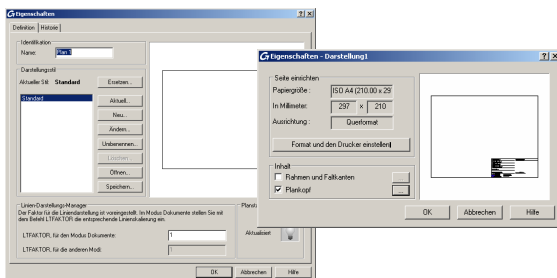 Eigenschaften
Definition
Historie
Identifikation
Name:
Plan 1
Darstellungsstil
Aktueller Stil: Standard
Ersetzen...
Standard
Aktuell...
Neu...
Ändern...
Umbenennen...
Löschen...
Öffnen...
Speichern...
Linien-Darstellungs-Manager
Der Faktor für die Liniendarstellung ist voreingestellt. Im Modus Dokumente stellen Sie mit
dem Befehl LTFAKTOR die entsprechende Linienskalierung ein.
LTFAKTOR, für den Modus Dokumente:
1
LTFAKTOR, für die anderen Modi:
1
Aktualisiert
OK
Abbrechen
Hilfe
Eigenschaften - Darstellung1
Seite einrichten
Papiergröße :
ISO A4 (210.00 x 29
In Millimeter:
297 x 210
Ausrichtung :
Querformat
Format und den Drucker einstellen
Inhalt
Rahmen und Faltkanten
Plankopf
...
OK
Abbrechen
Hilfe